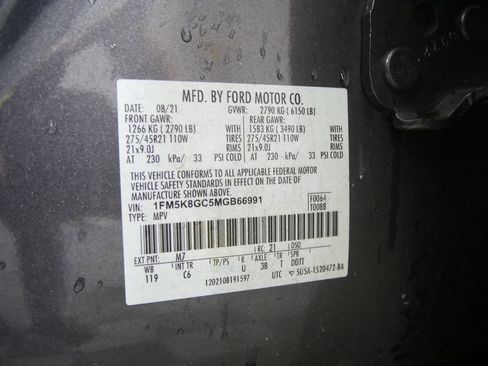 MFD. BY FORD MOTOR CO.
DATE: 08/21 GVWR: 2790 KG ( 6150 LB)
FRONT GAWR: REAR GAWR:
1266 KG ( 2790 LB) WITH 1583 KG ( 3490 LB) WITH
275/45R21 110W TIRES 275/45R21 110W TIRES
21x9.0J RIMS 21x9.0J RIMS
AT 230 kPa/ 33 PSI COLD AT 230 kPa/ 33 PSI COLD
THIS VEHICLE CONFORMS TO ALL APPLICABLE FEDERAL MOTOR
VEHICLE SAFETY STANDARDS IN EFFECT ON THE DATE OF
MANUFACTURE SHOWN ABOVE.
VIN: 1FM5K8GC5MGB66991 F0064
TYPE: MPV T0088
EXT PNT: M7 RC: 21 DSO
WB INT TR TP/PS R AXLE TR SPR
119 C6 U 3B T DDTT
1202108191597 UTC 5U5A-1520472-BA